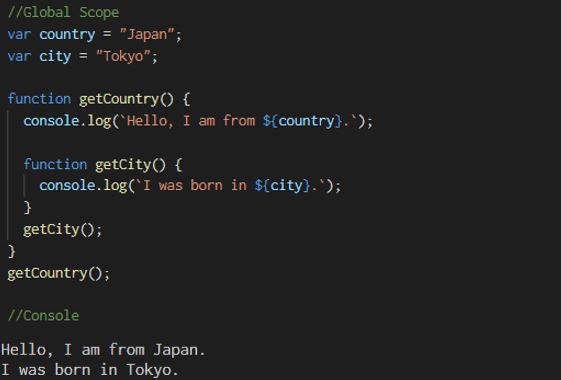 //Global Scope
var country = "Japan";
var city = "Tokyo";
function getCountry() {
console.log(`Hello, I am from ${country}.`);
function getCity() {
console.log(`I was born in ${city}.`);
}
getCity();
}
getCountry();
//Console
Hello, I am from Japan.
I was born in Tokyo.